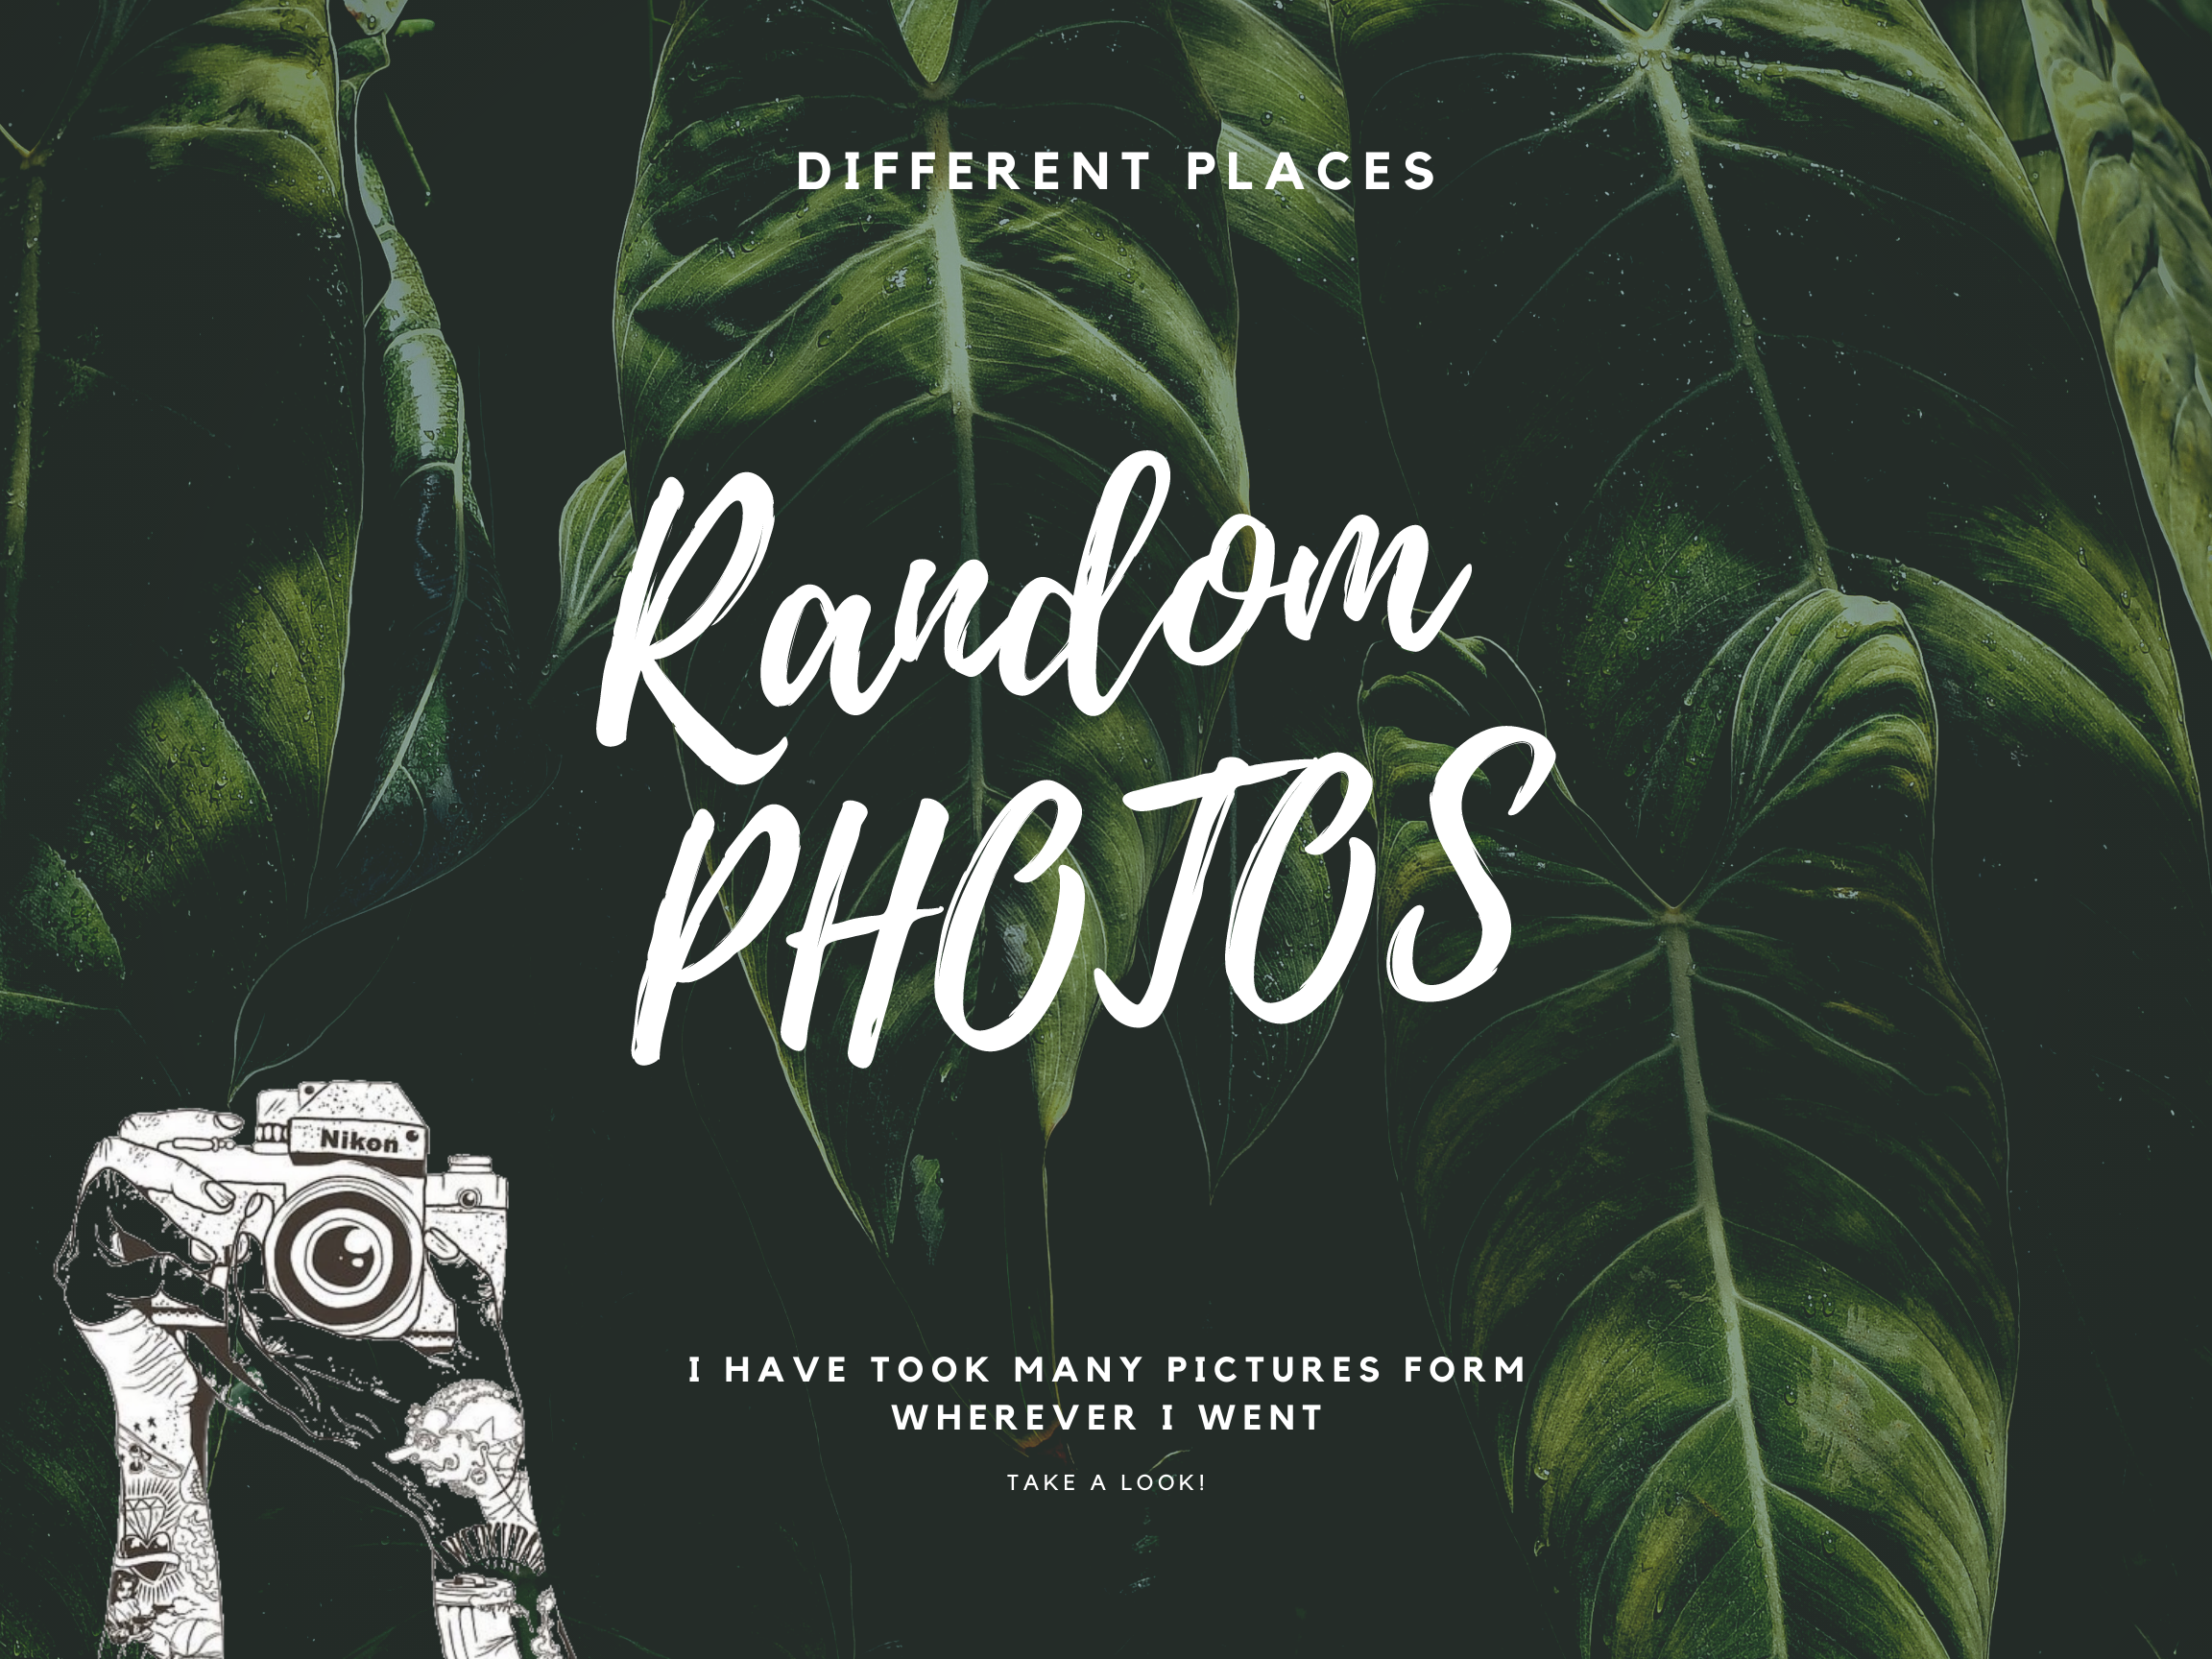 DIFFERENT PLACES
Random
PHOTOS
Nikon
I HAVE TOOK MANY PICTURES FORM
WHEREVER I WENT
TAKE A LOOK!